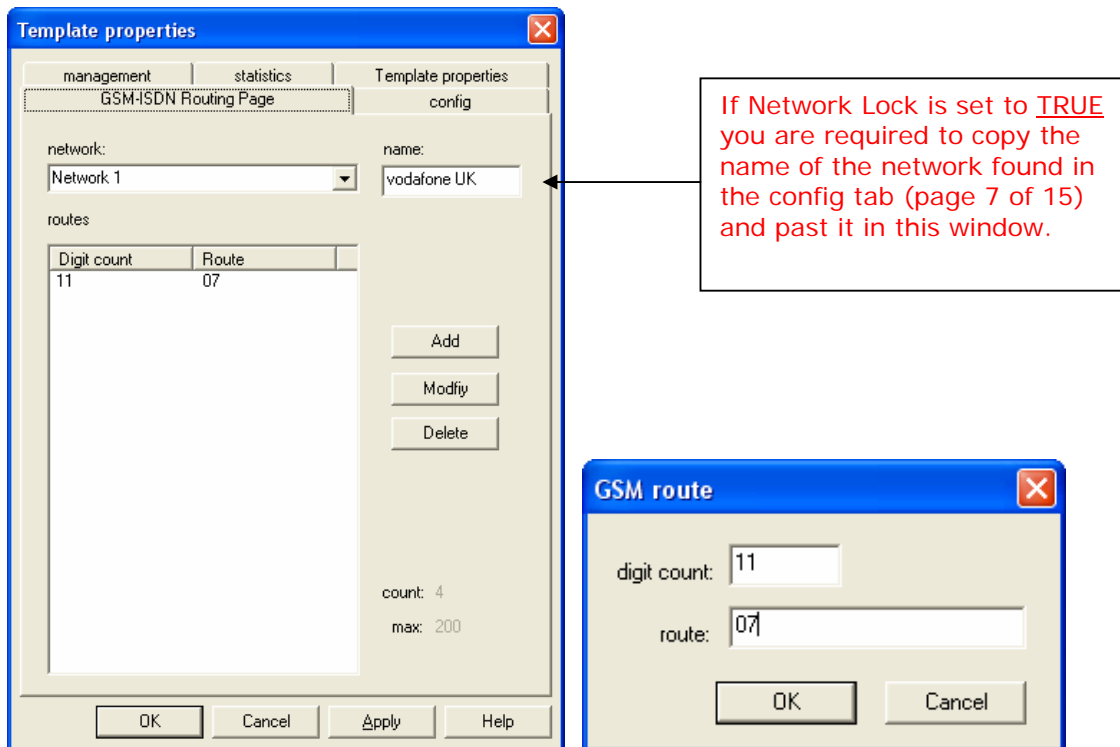 Template properties
management statistics Template properties
GSM-ISDN Routing Page config
network: name:
Network 1 vodafone UK
routes
Digit count Route
11 07
Add
Modfiy
Delete
count: 4
max: 200
OK Cancel Apply Help
If Network Lock is set to TRUE
you are required to copy the
name of the network found in
the config tab (page 7 of 15)
and past it in this window.
GSM route
digit count: 11
route: 07
OK Cancel